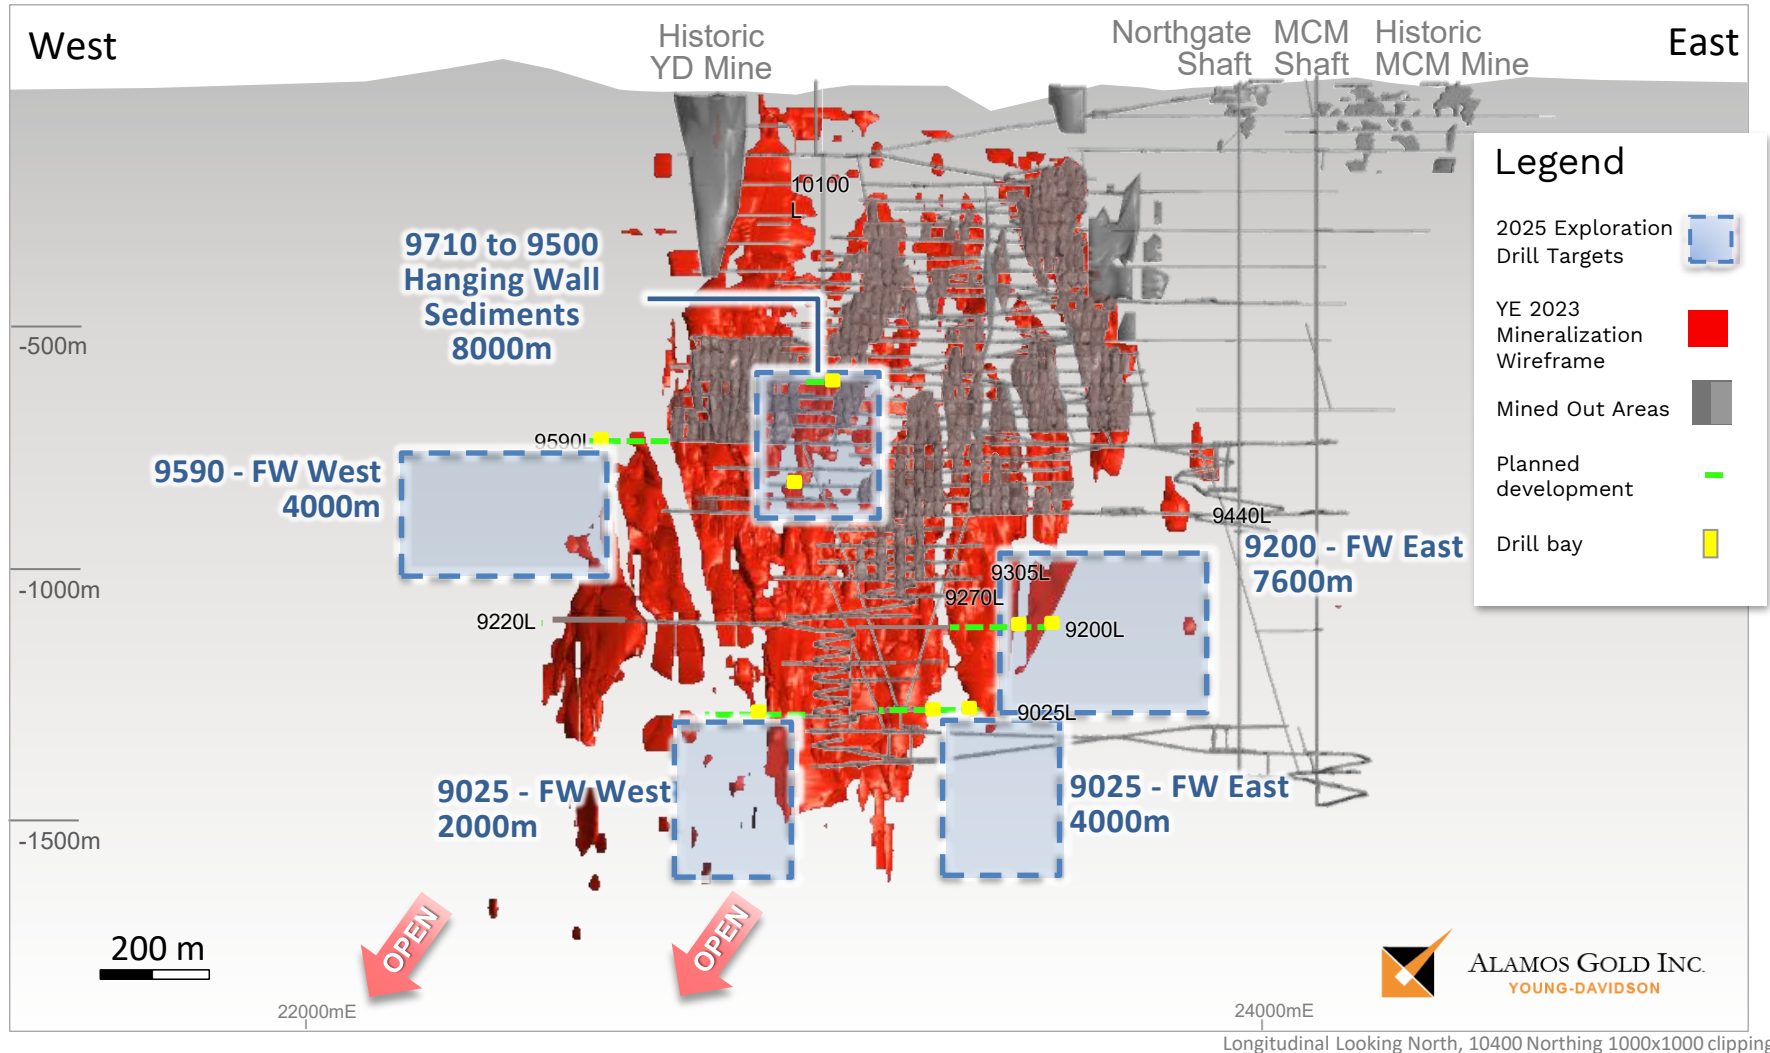 West
Historic
YD Mine
Northgate
Shaft
MCM
Shaft
Historic
MCM Mine
East
Legend
2025 Exploration
Drill Targets
YE 2023
Mineralization
Wireframe
Mined Out Areas
Planned
development
Drill bay
10100
L
9710 to 9500
Hanging Wall
Sediments
8000m
-500m
9590L
9590 - FW West
4000m
9440L
9200 - FW East
7600m
-1000m
9305L
9270L
9220L
9200L
9025L
9025 - FW West
2000m
9025 - FW East
4000m
-1500m
OPEN
OPEN
200 m
ALAMOS GOLD INC.
YOUNG-DAVIDSON
22000mE
24000mE
Longitudinal Looking North, 10400 Northing 1000x1000 clipping